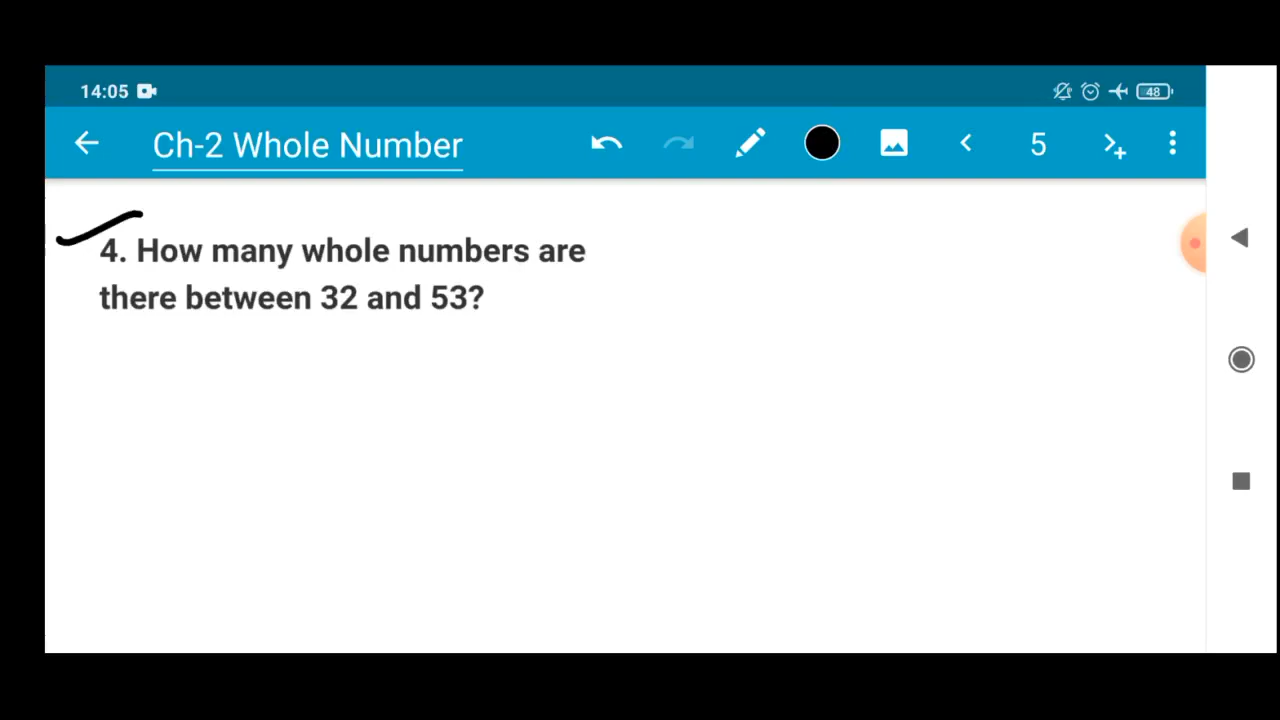 14:05
48
Ch-2 Whole Number
5
4. How many whole numbers are
there between 32 and 53?